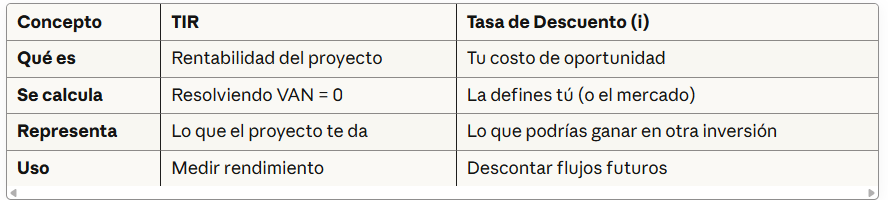 Concepto TIR Tasa de Descuento (i)
Qué es Rentabilidad del proyecto Tu costo de oportunidad
Se calcula Resolviendo VAN = 0 La defines tú (o el mercado)
Representa Lo que el proyecto te da Lo que podrías ganar en otra inversión
Uso Medir rendimiento Descontar flujos futuros